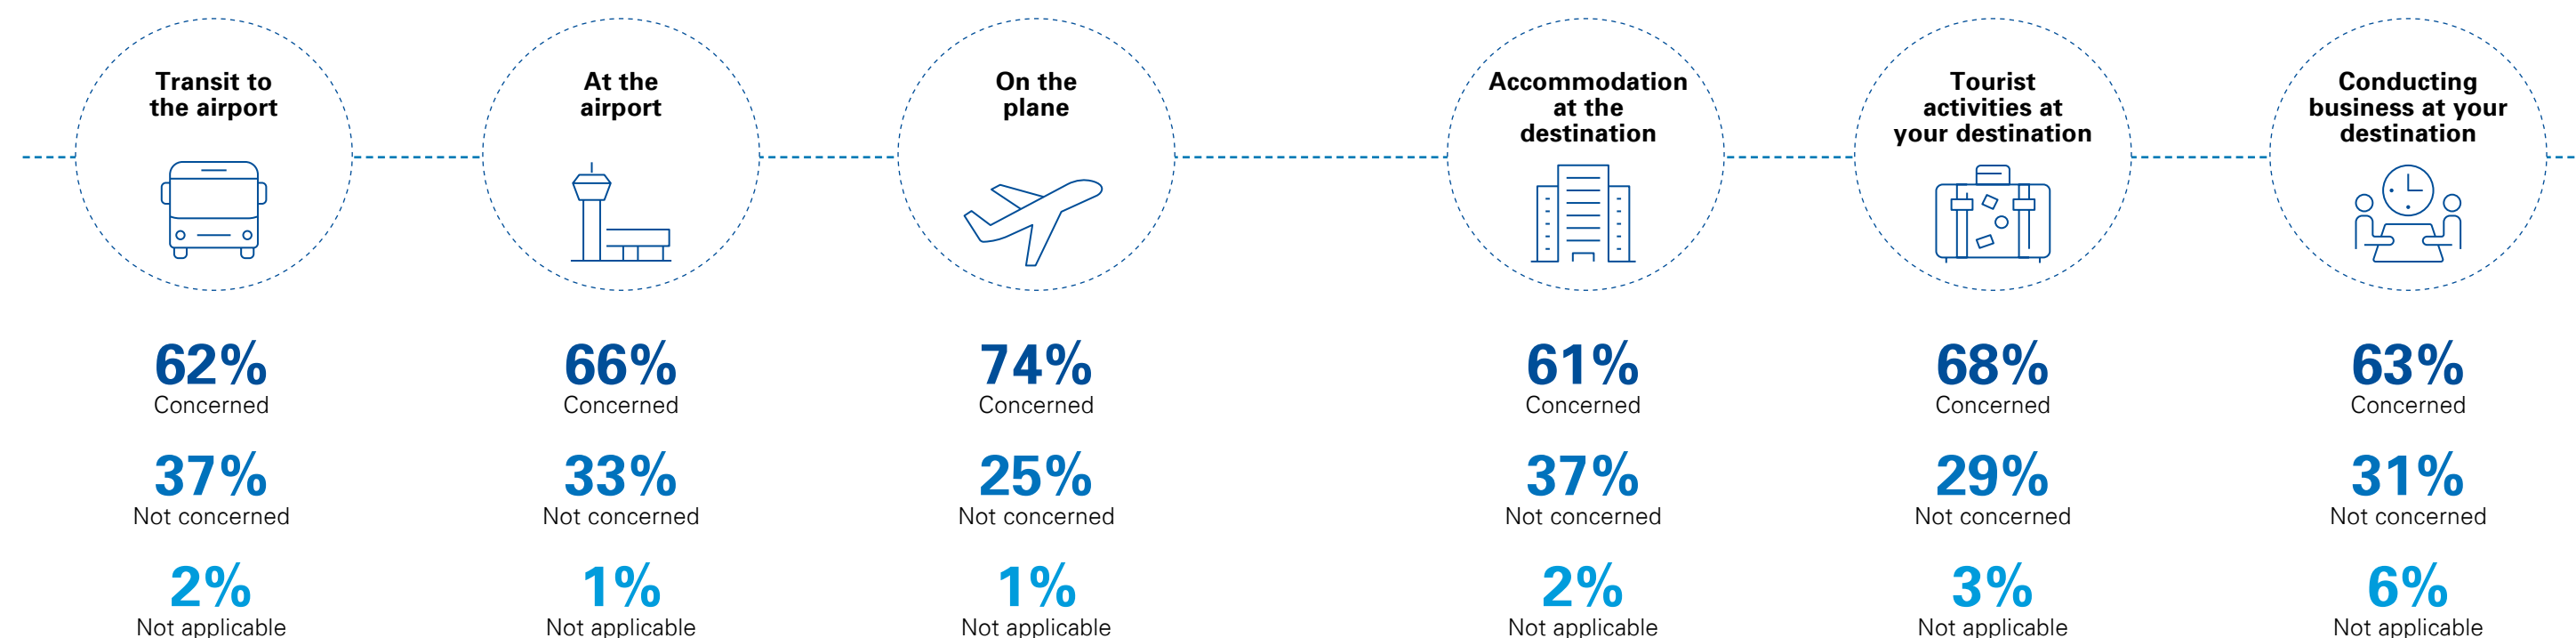 Transit to
the airport
62%
Concerned
37%
Not concerned
2%
Not applicable
At the
airport
66%
Concerned
33%
Not concerned
1%
Not applicable
On the
plane
74%
Concerned
25%
Not concerned
1%
Not applicable
Accommodation
at the
destination
61%
Concerned
37%
Not concerned
2%
Not applicable
Tourist
activities at
your destination
68%
Concerned
29%
Not concerned
3%
Not applicable
Conducting
business at your
destination
63%
Concerned
31%
Not concerned
6%
Not applicable